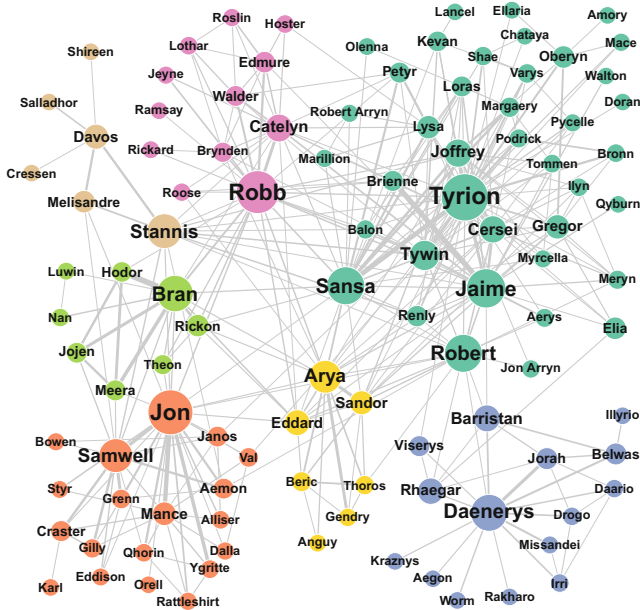 Roslin
Hoster
Lancel
Ellaria
Amory
Shireen
Lothar
Edmure
Olenna
Kevan
Chataya
Mace
Shae
Oberyn
Jeyne
Petyr
Varys
Walton
Salladhor
Walder
Loras
Doran
Ramsay
Robert Arryn
Margaery
Pycelle
Davos
Catelyn
Lysa
Podrick
Rickard
Brynden
Marillion
Joffrey
Bronn
Tommen
Cressen
Roose
Robb
Brienne
Tyrion
Ilyn
Qyburn
Melisandre
Stannis
Balon
Cersei
Gregor
Tywin
Myrcella
Luwin
Hodor
Bran
Sansa
Jaime
Meryn
Nan
Rickon
Renly
Aerys
Elia
Jojen
Theon
Robert
Jon Arryn
Meera
Arya
Sandor
Jon
Eddard
Barristan
Illyrio
Bowen
Janos
Viserys
Samwell
Val
Jorah
Belwas
Styr
Grenn
Aemon
Beric
Thoros
Rhaegar
Daario
Craster
Mance
Alliser
Gendry
Daenerys
Drogo
Gilly
Qhorin
Dalla
Anguy
Missandei
Karl
Eddison
Orell
Ygritte
Kraznys
Aegon
Irri
Rattleshirt
Worm
Rakharo